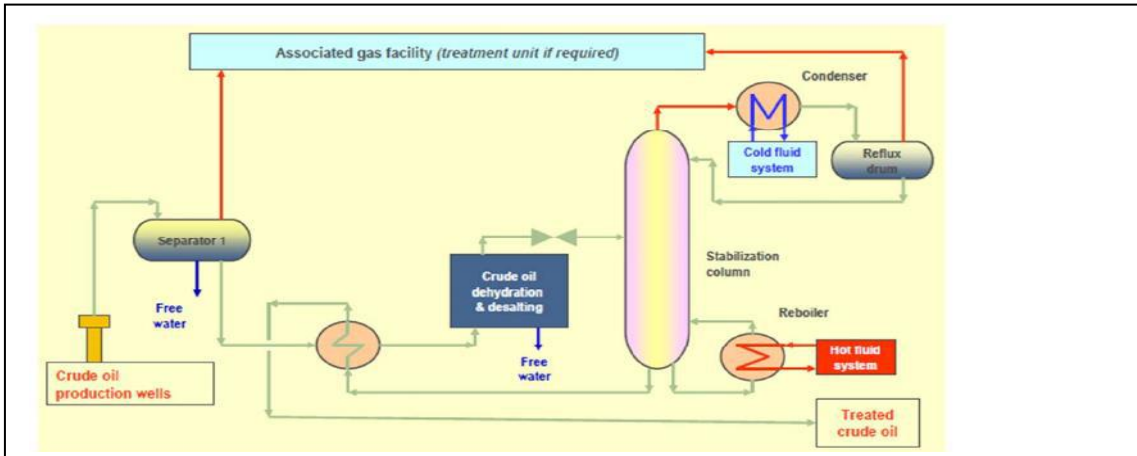 Associated gas facility (treatment unit if required)
Condenser
Cold fluid
system
Reflux
drum
Separator 1
Crude oil
dehydration
& desalting
Stabilization
column
Free
water
Reboiler
Free
water
Hot fluid
system
Crude oil
production wells
Treated
crude oil